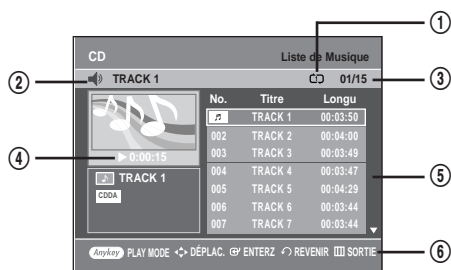 ①
CD Liste de Musique
② TRACK 1 01/15 ③
No. Titre Longu
TRACK 1 00:03:50
002 TRACK 2 00:04:00
003 TRACK 3 00:03:49
④ 0:00:15
004 TRACK 4 00:03:47
TRACK 1
⑤
CDDA
005 TRACK 5 00:04:29
006 TRACK 6 00:03:44
007 TRACK 7 00:03:44
Anykey PLAY MODE DÉPLAC. ENTERZ REVENIR SORTIE ⑥